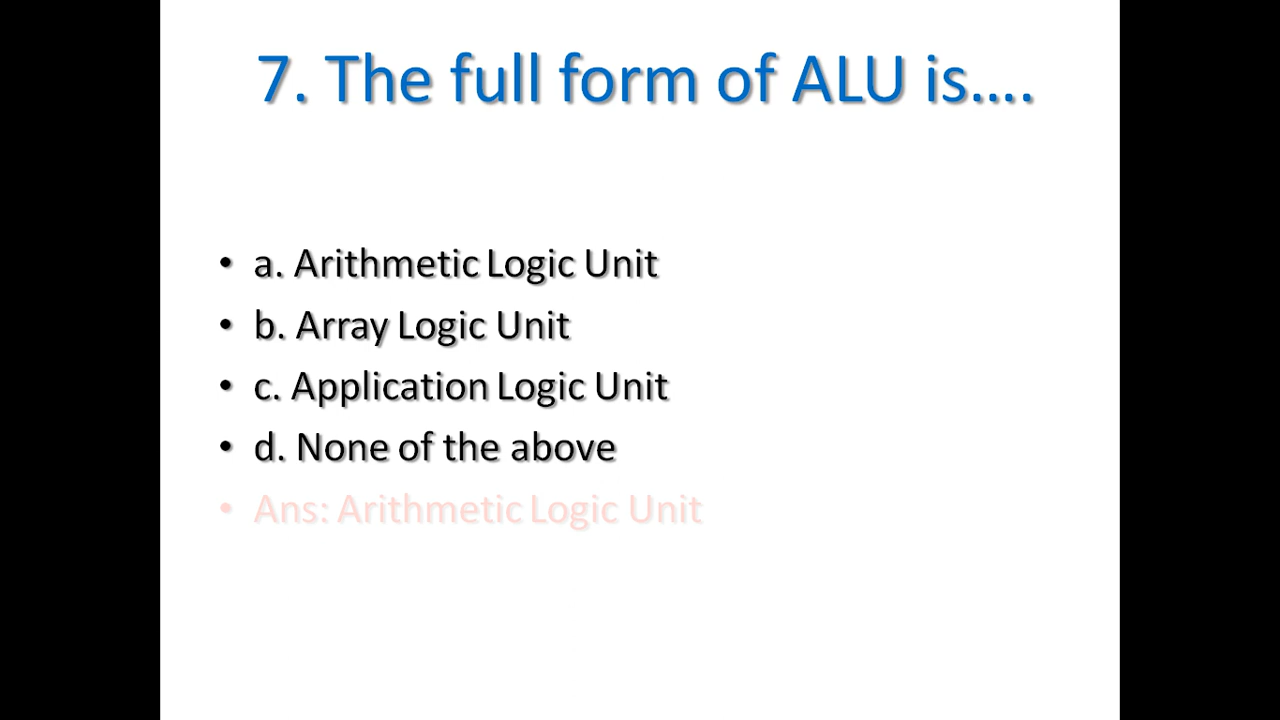 7. The full form of ALU is....
• a. Arithmetic Logic Unit
• b. Array Logic Unit
• c. Application Logic Unit
• d. None of the above
• Ans: Arithmetic Logic Unit